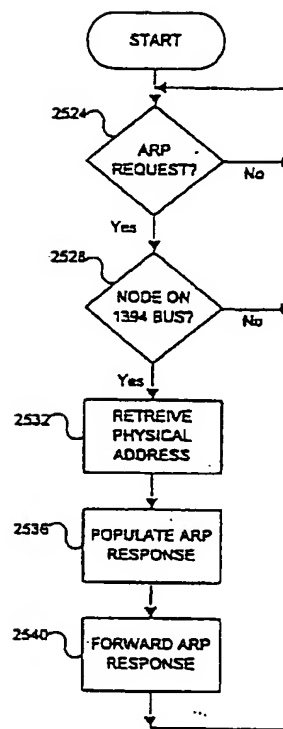 START
2524
ARP
REQUEST?
No
Yes
2528
NODE ON
1394 BUS?
No
Yes
2532
RETREIVE
PHYSICAL
ADDRESS
2536
POPULATE ARP
RESPONSE
2540
FORWARD ARP
RESPONSE
...